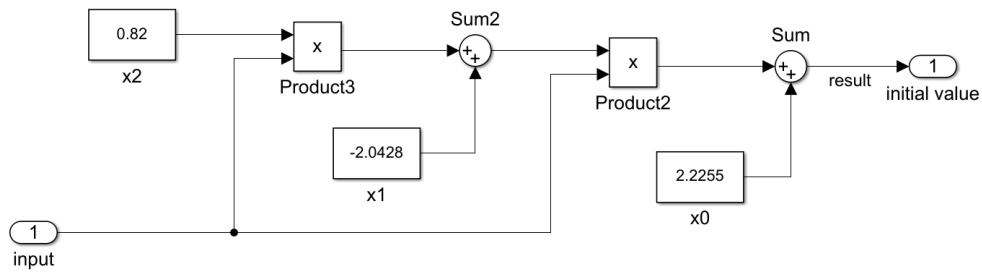 0.82
x2
x
Product3
Sum2
+
+
-2.0428
x1
x
Product2
Sum
+
+
result
1
initial value
2.2255
x0
1
input